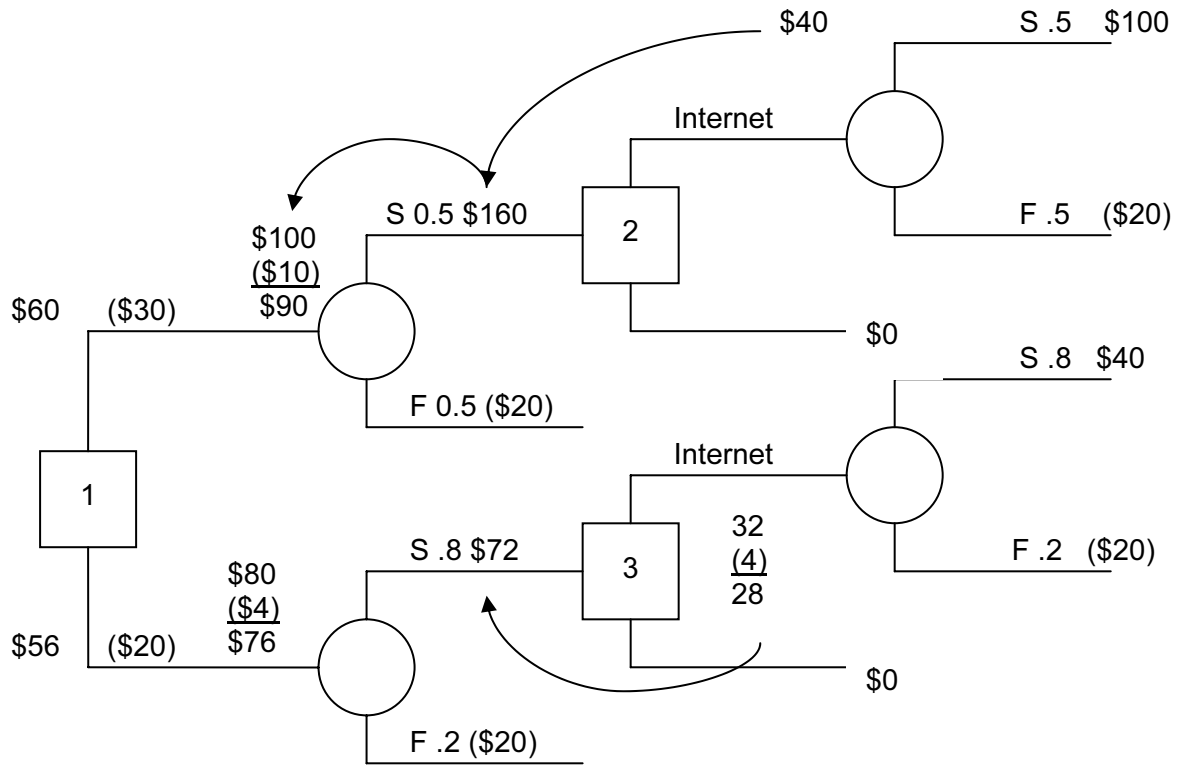 $40
S .5 $100
Internet
F .5 ($20)
S 0.5 $160
2
$100
($10)
$90
$60 ($30)
$0
F 0.5 ($20)
S .8 $40
Internet
1
32
(4)
28
F .2 ($20)
S .8 $72
3
$80
($4)
$76
$56 ($20)
$0
F .2 ($20)